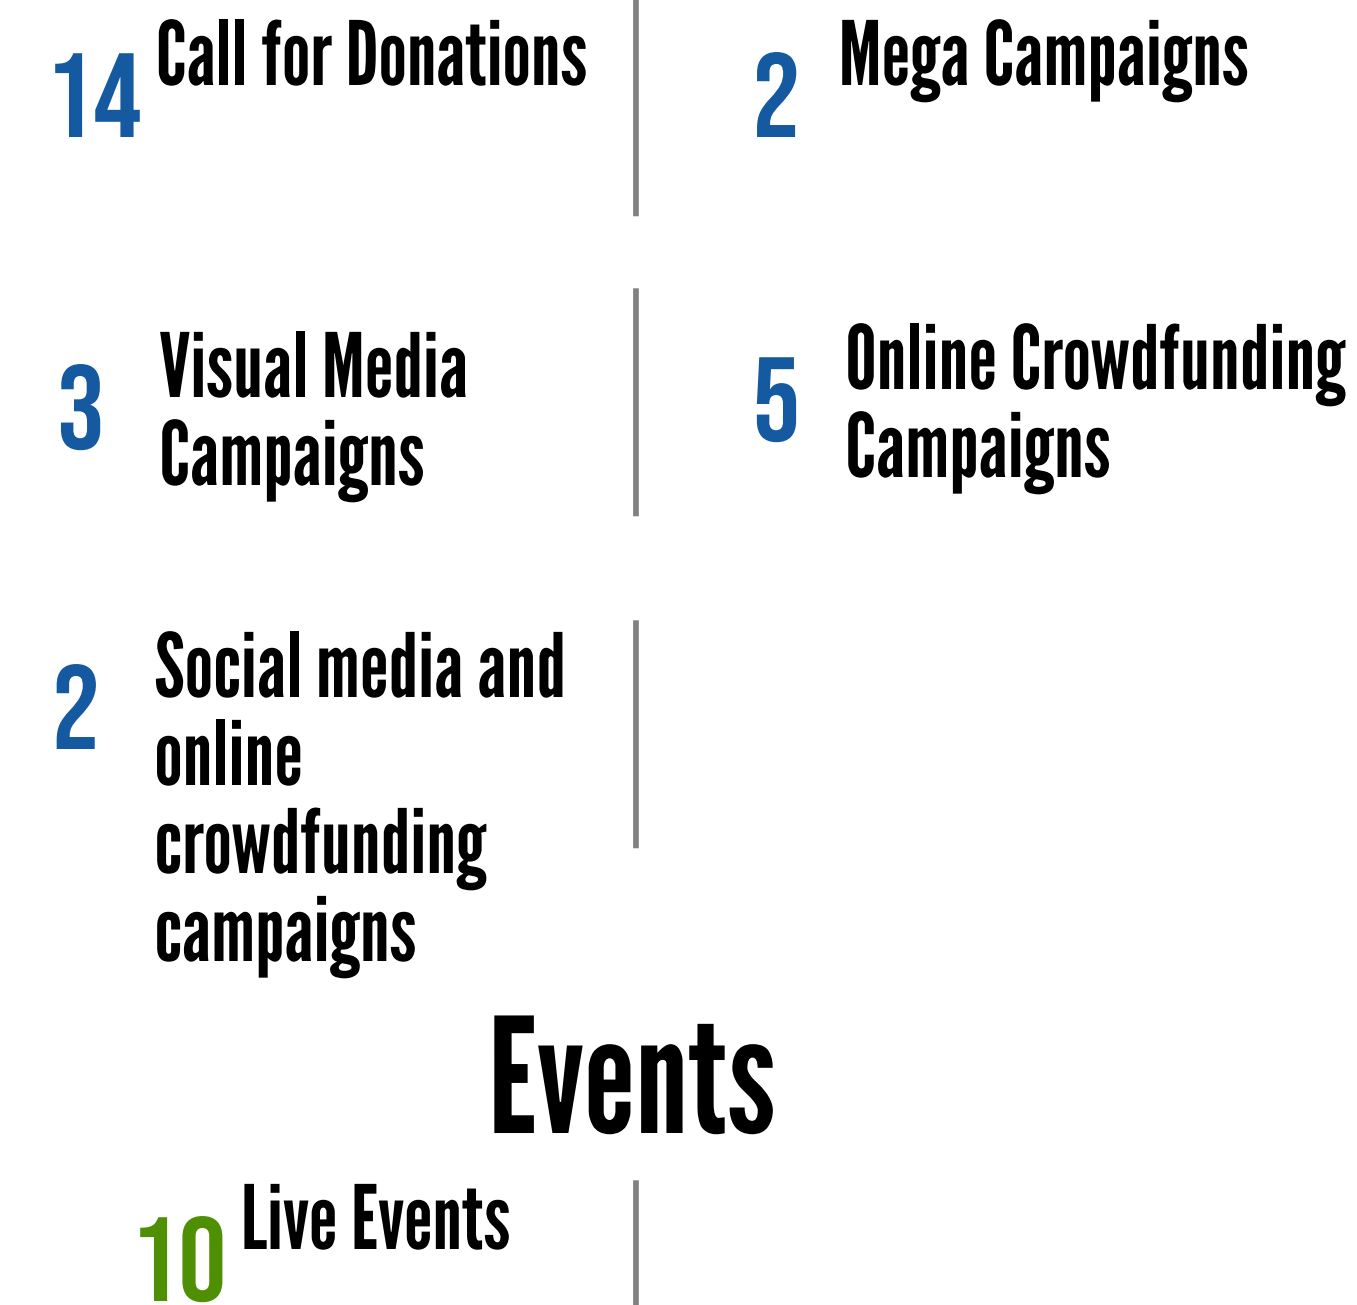 14 Call for Donations
2 Mega Campaigns
3 Visual Media
Campaigns
5 Online Crowdfunding
Campaigns
2 Social media and
online
crowdfunding
campaigns
Events
10 Live Events